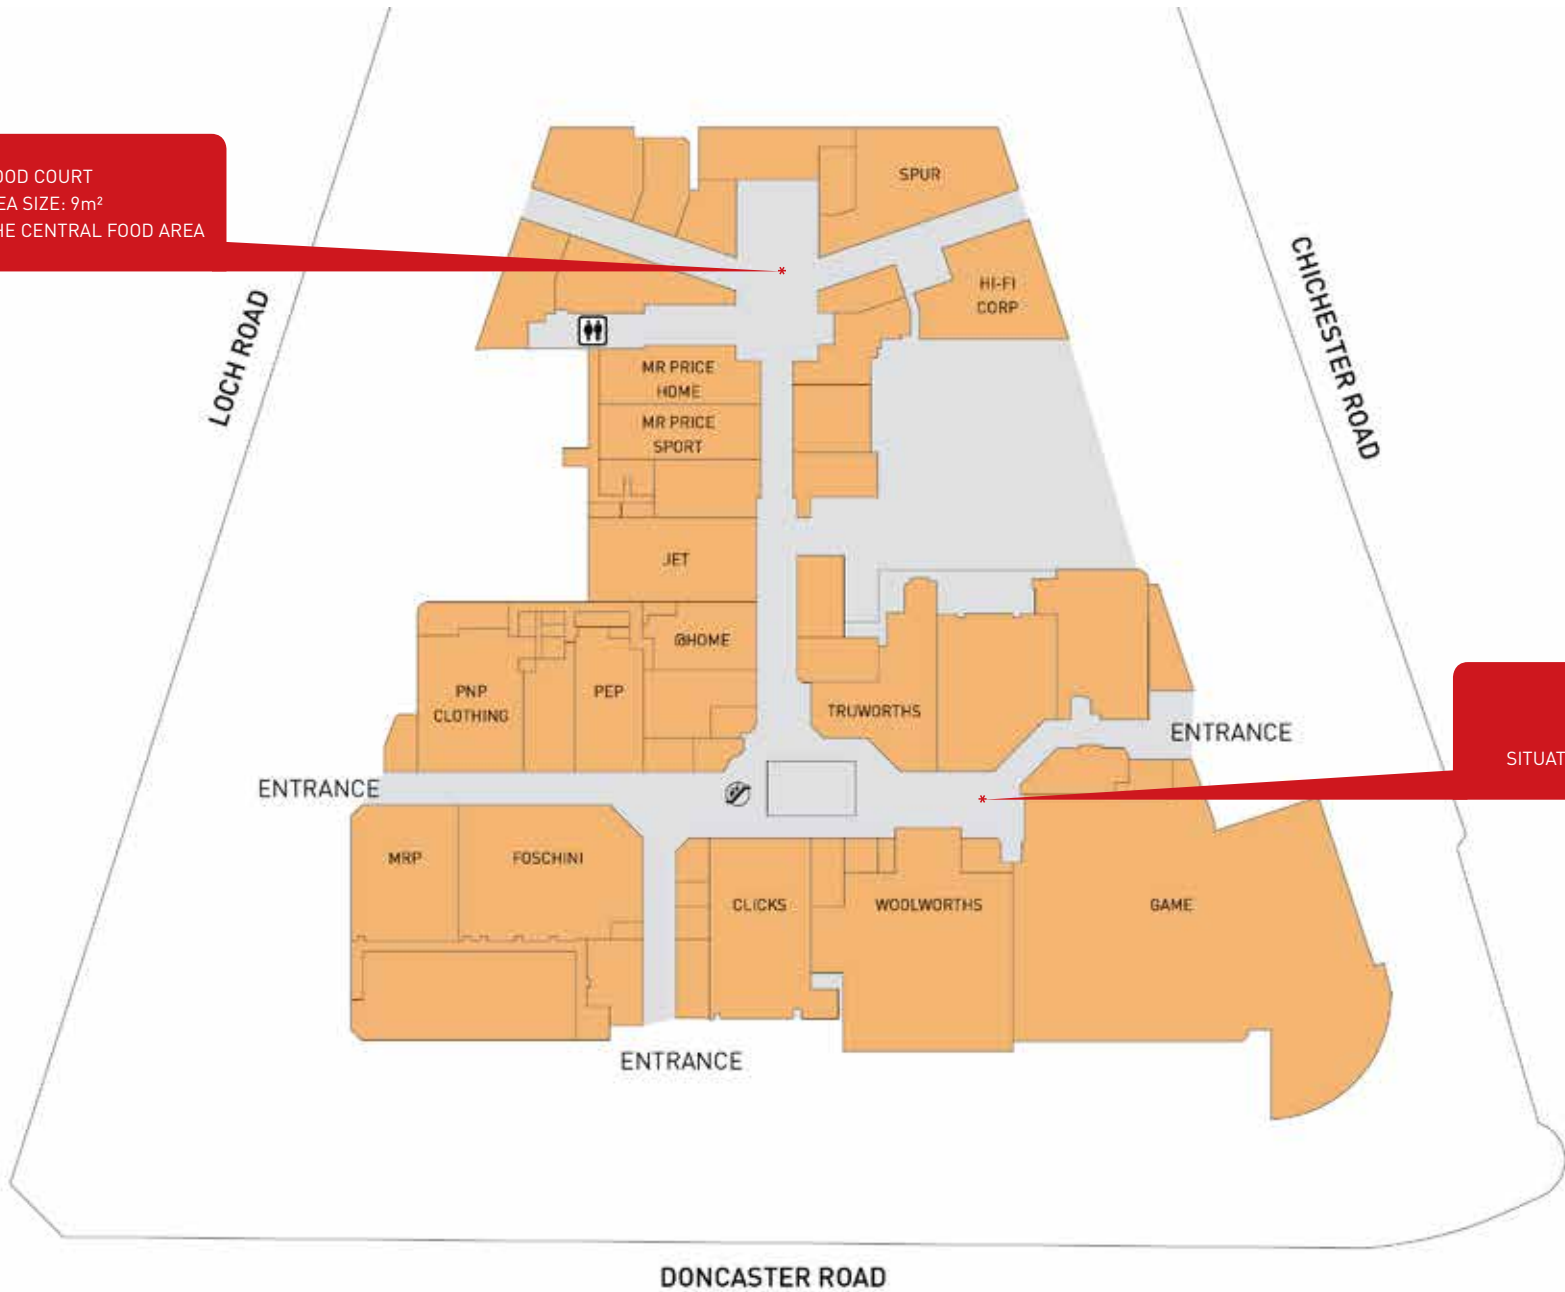 OOD COURT
EA SIZE: 9m²
HE CENTRAL FOOD AREA
SPUR
HI-FI
CORP
LOCH ROAD
CHICHESTER ROAD
MR PRICE
HOME
MR PRICE
SPORT
JET
@HOME
PNP
CLOTHING
PEP
TRUWORTHS
ENTRANCE
SITUAT
ENTRANCE
MRP
FOSCHINI
CLICKS
WOOLWORTHS
GAME
ENTRANCE
DONCASTER ROAD